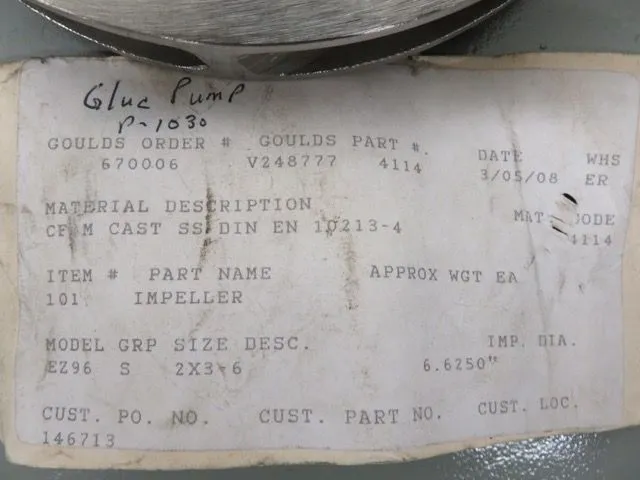 Glue Pump
P-1030
GOULDS ORDER # GOULDS PART #. DATE WHS
670006 V248777 4114 3/05/08 ER
MATERIAL DESCRIPTION MAT
CAST SS DIN EN 10213-4 4114
ITEM # PART NAME APPROX WGT EA
101 IMPELLER
MODEL GRP SIZE DESC. IMP. DIA.
EZ96 S 2X3-6 6.6250"
CUST. PO. NO. CUST. PART NO. CUST. LOC.
146713